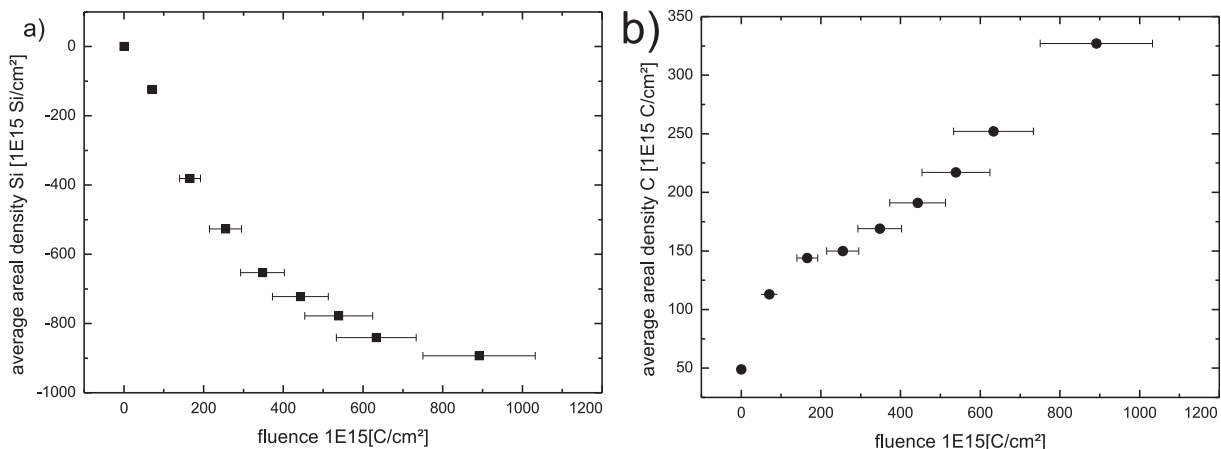 a)
0
-200
-400
-600
-800
-1000
average areal density Si [1E15 Si/cm²]
0 200 400 600 800 1000 1200
fluence 1E15[C/cm²]
b)
350
300
250
200
150
100
50
average areal density C [1E15 C/cm²]
0 200 400 600 800 1000 1200
fluence 1E15[C/cm²]